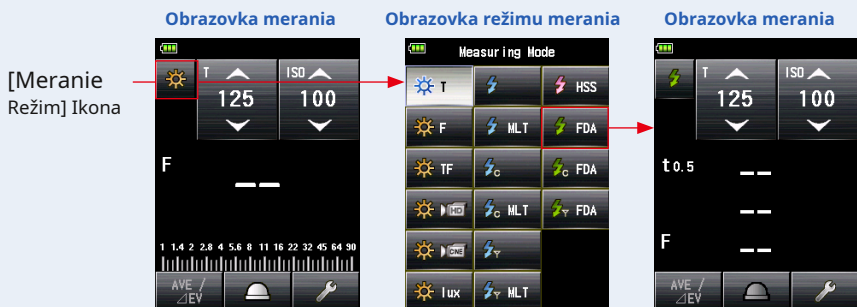 Obrazovka merania
Obrazovka režimu merania
Obrazovka merania
[Meranie
Režim] Ikona
T
125
ISO
100
F
1 1.4 2 2.8 4 5.6 8 11 16 22 32 45 64 90
AVE /
⊿EV
Measuring Mode
T
HSS
F
MLT
FDA
TF
C
C FDA
HD
C MLT
Y FDA
CINE
Y
lux
Y MLT
T
125
ISO
100
t0.5
F
AVE /
⊿EV